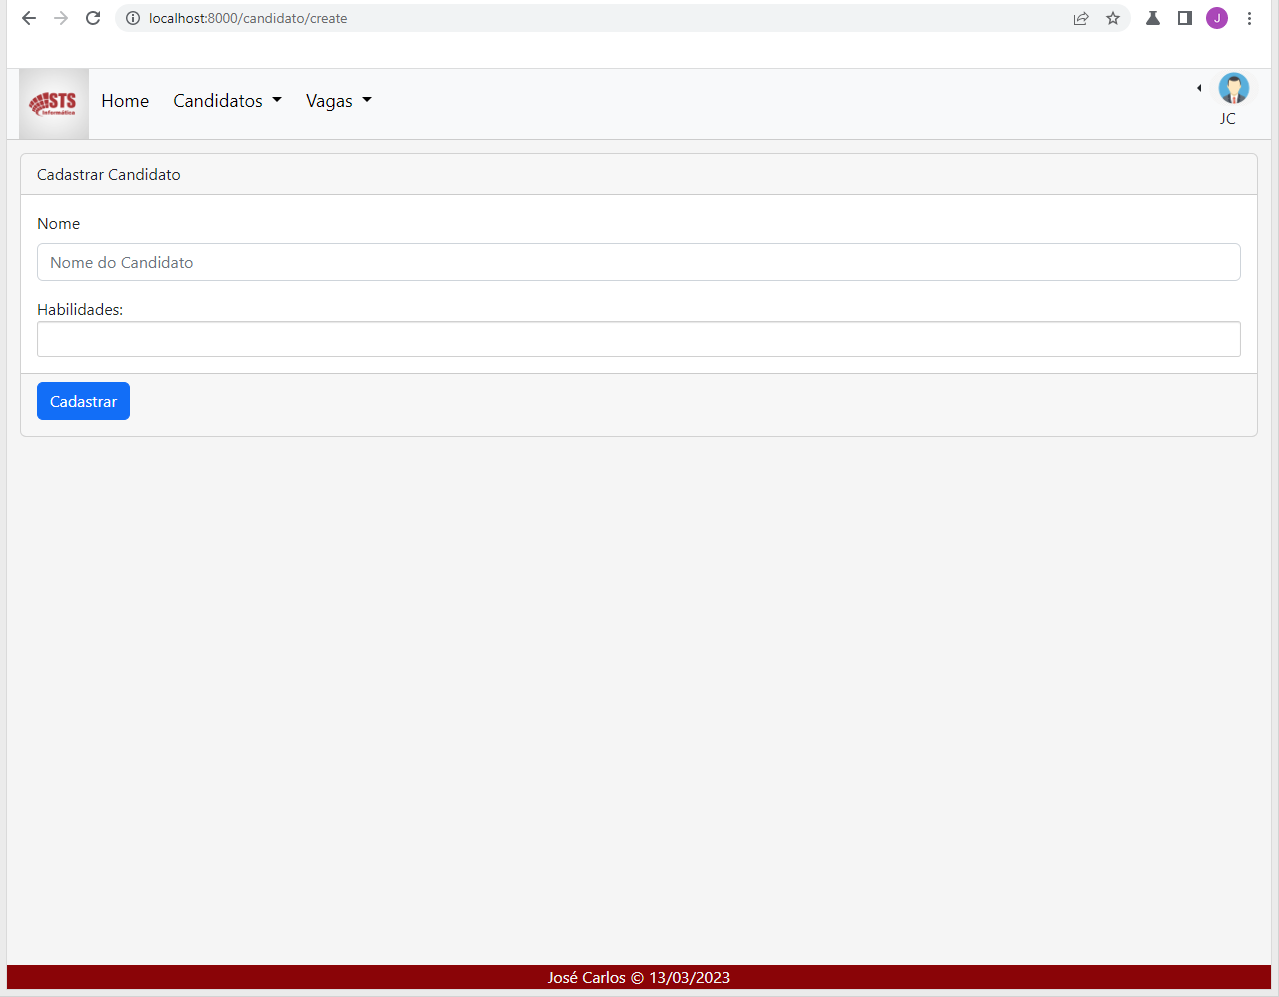 localhost:8000/candidato/create
J
STS
Informática
Home
Candidatos
Vagas
JC
Cadastrar Candidato
Nome
Nome do Candidato
Habilidades:
Cadastrar
José Carlos © 13/03/2023